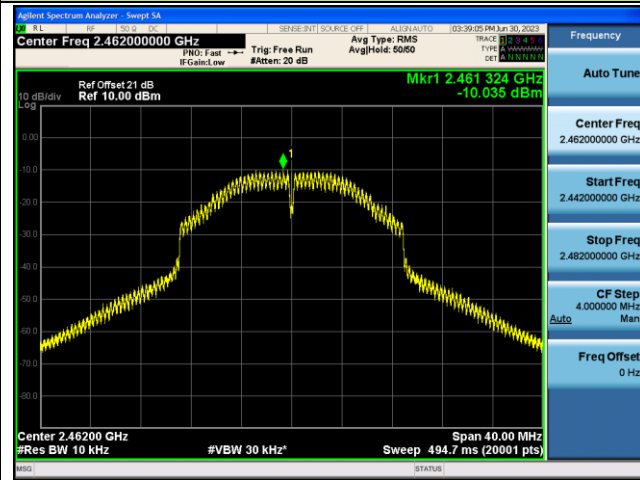 Agilent Spectrum Analyzer - Swept SA
RL RF 50 Ω DC SENSE:INT SOURCE OFF ALIGN AUTO 03:39:05 PM Jun 30, 2023
Center Freq 2.462000000 GHz
PNO: Fast
IFGain:Low
Trig: Free Run
#Atten: 20 dB
Avg Type: RMS
Avg|Hold: 50/50
TRACE 1 2 3 4 5 6
TYPE A
DET A N N N N N
Ref Offset 21 dB
10 dB/div Ref 10.00 dBm
Log
Mkr1 2.461 324 GHz
-10.035 dBm
0.00
-10.0
-20.0
-30.0
-40.0
-50.0
-60.0
-70.0
-80.0
1
Center 2.46200 GHz
#Res BW 10 kHz
#VBW 30 kHz*
Span 40.00 MHz
Sweep 494.7 ms (20001 pts)
MSG
STATUS
Frequency
Auto Tune
Center Freq
2.462000000 GHz
Start Freq
2.442000000 GHz
Stop Freq
2.482000000 GHz
CF Step
4.000000 MHz
Auto Man
Freq Offset
0 Hz